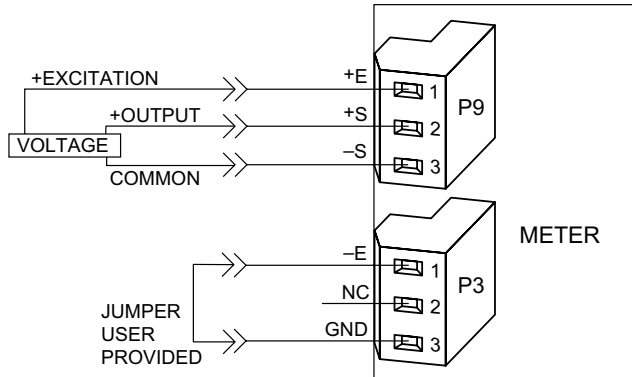 +EXCITATION
+E
1
P9
+OUTPUT
+S
2
VOLTAGE
–S
3
COMMON
METER
–E
1
P3
NC
2
JUMPER
USER
PROVIDED
GND
3